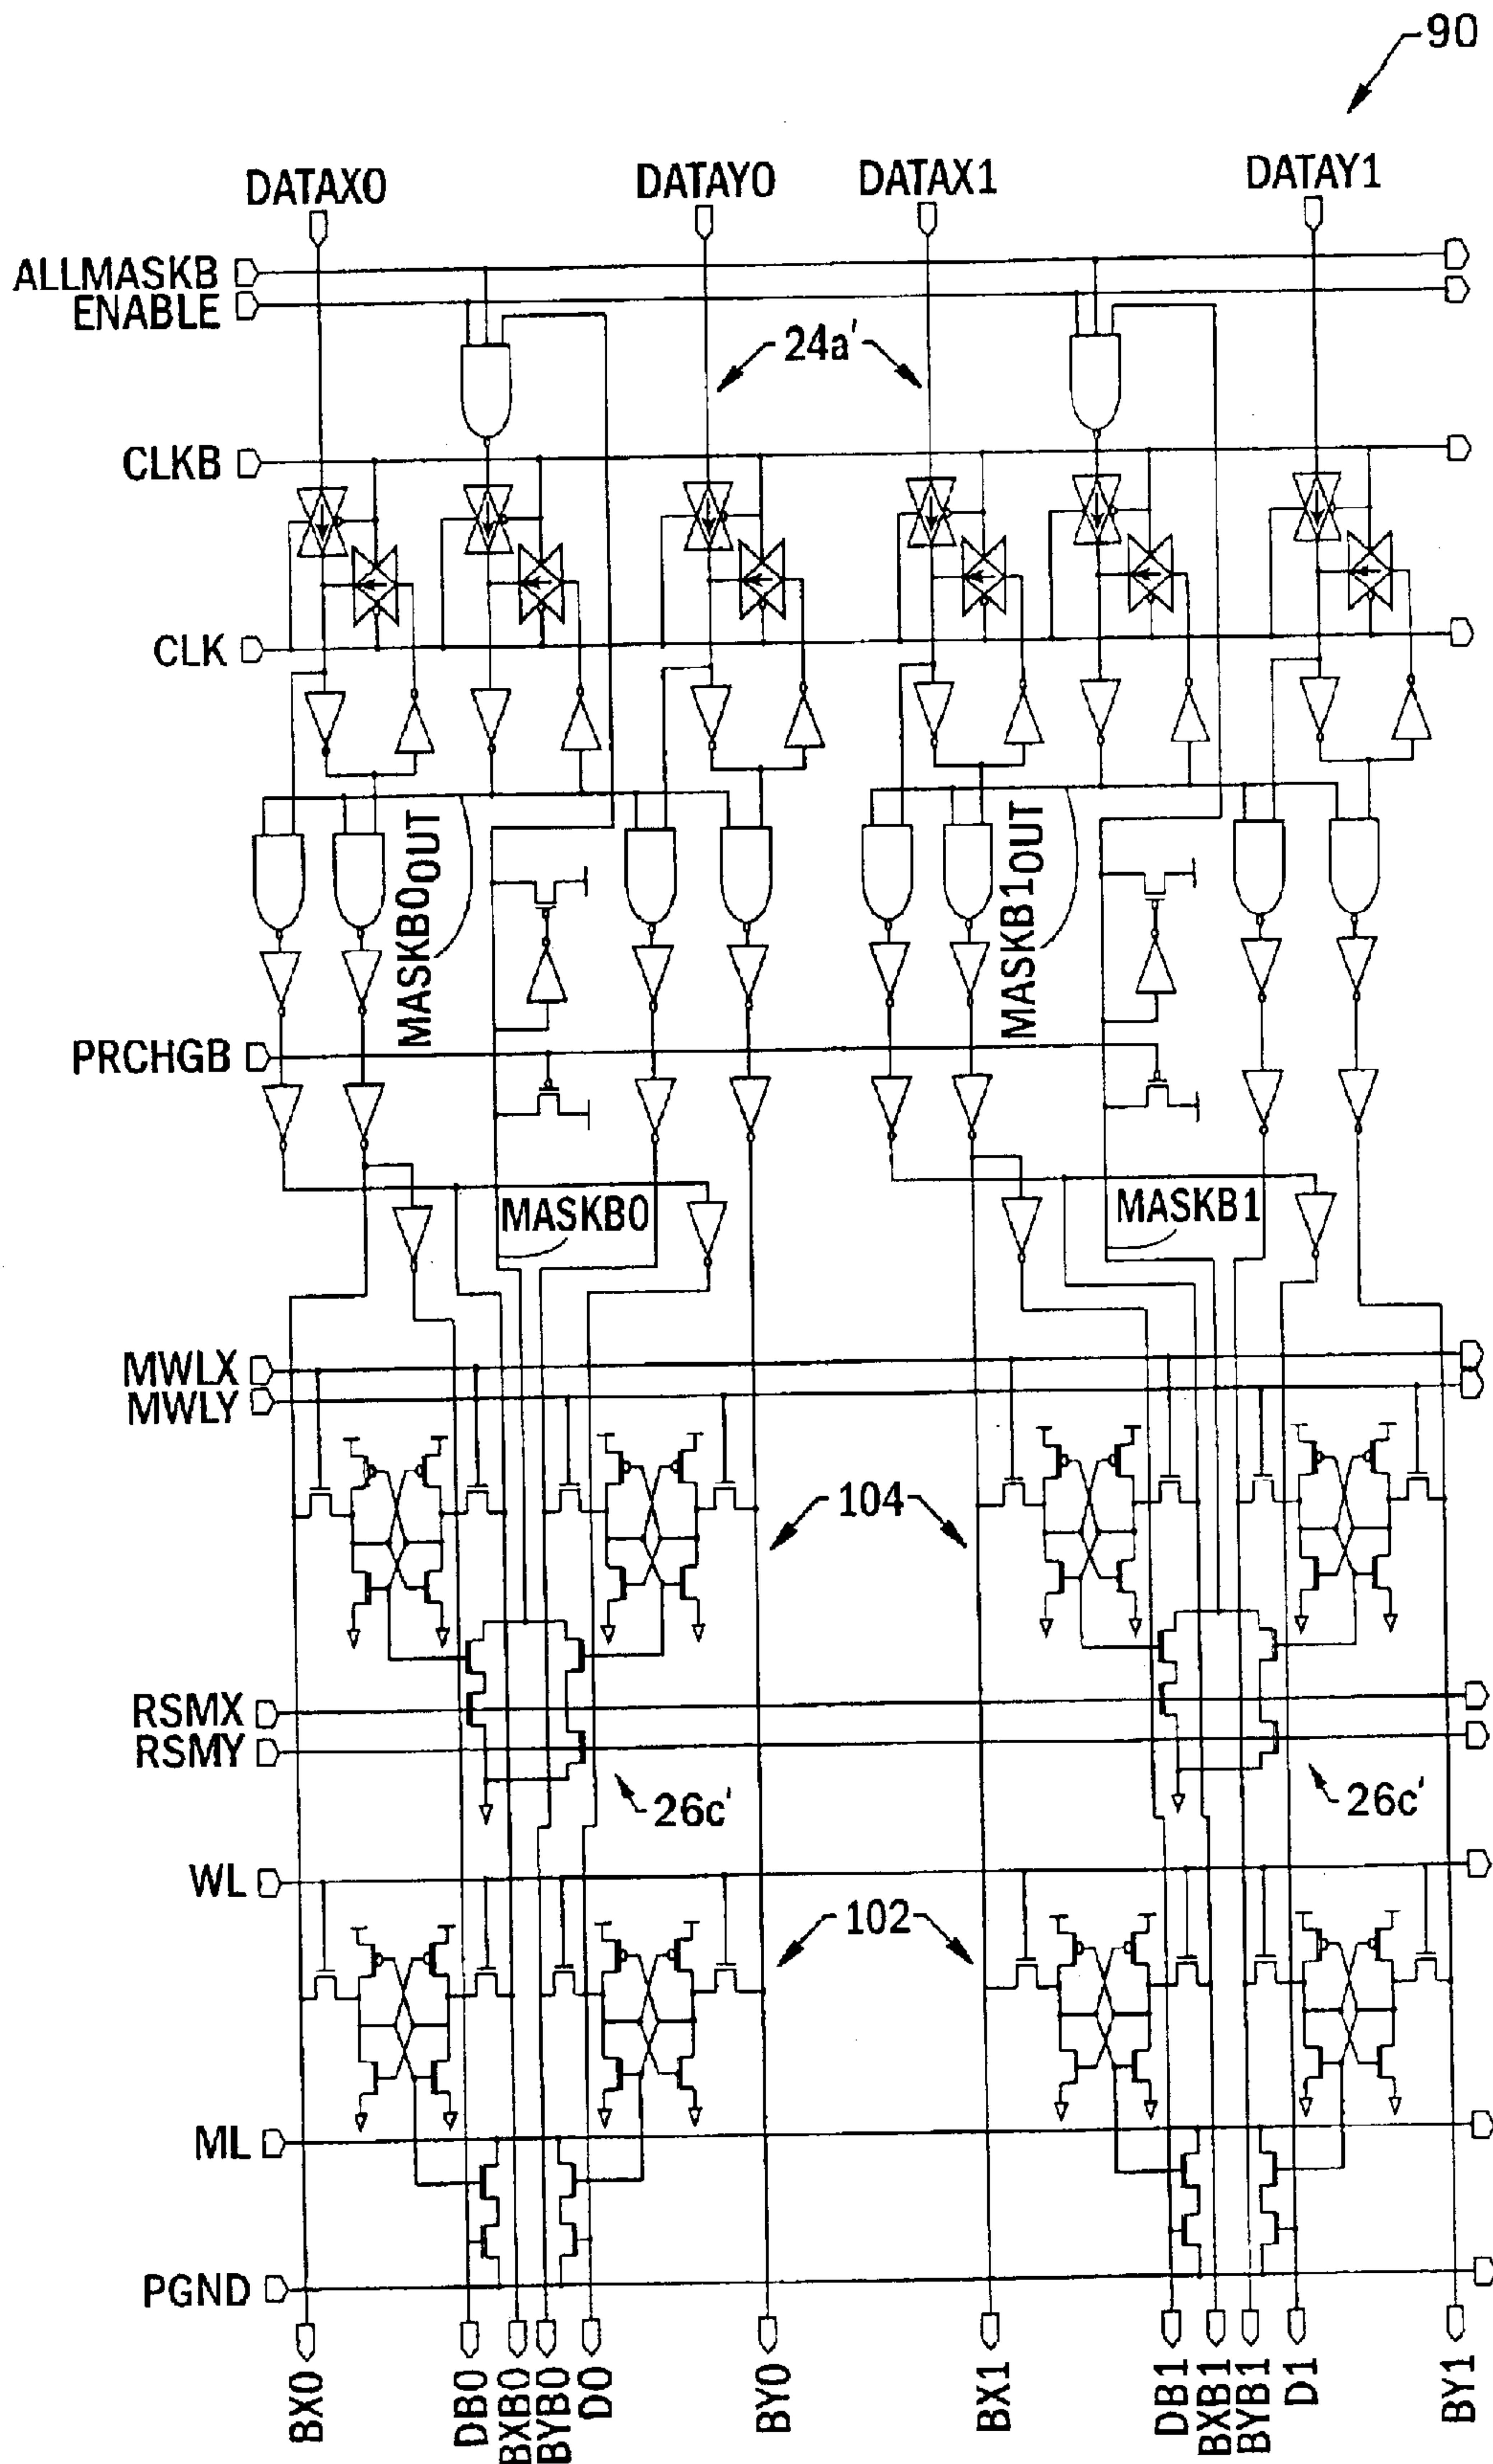 90
DATAX0
DATAY0
DATAX1
DATAY1
ALLMASKB
ENABLE
24a'
CLKB
CLK
MASKB0OUT
MASKB1OUT
PRCHGB
MASKB0
MASKB1
MWLX
MWLY
104
RSMX
RSMY
26c'
26c'
WL
102
ML
PGND
BX0
DB0
BXB0
BYB0
D0
BY0
BX1
DB1
BXB1
BYB1
D1
BY1